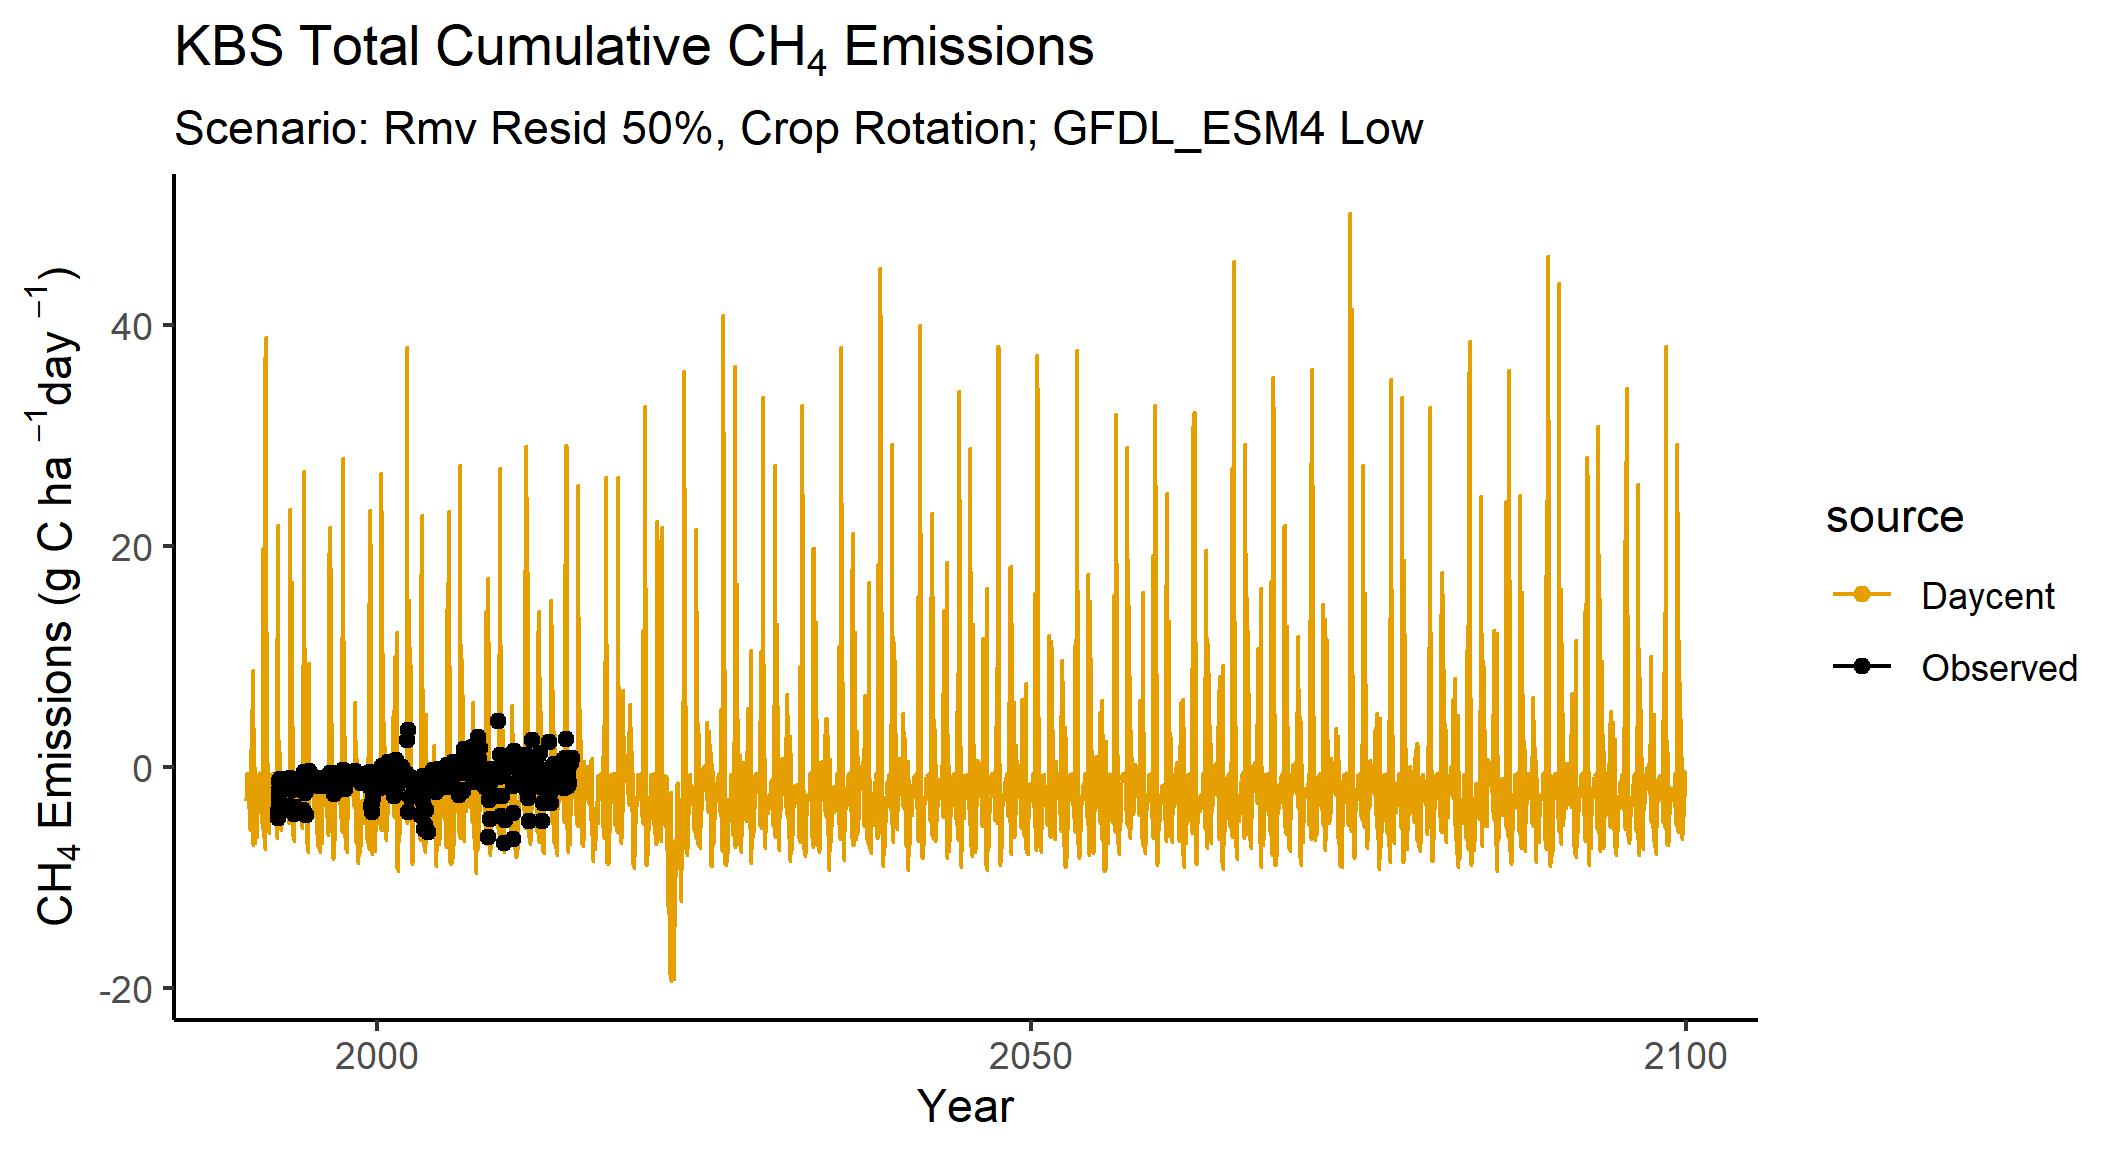 KBS Total Cumulative CH₄ Emissions
Scenario: Rmv Resid 50%, Crop Rotation; GFDL_ESM4 Low
CH₄ Emissions (g C ha ⁻¹day ⁻¹)
40
20
0
-20
2000
2050
2100
Year
source
Daycent
Observed